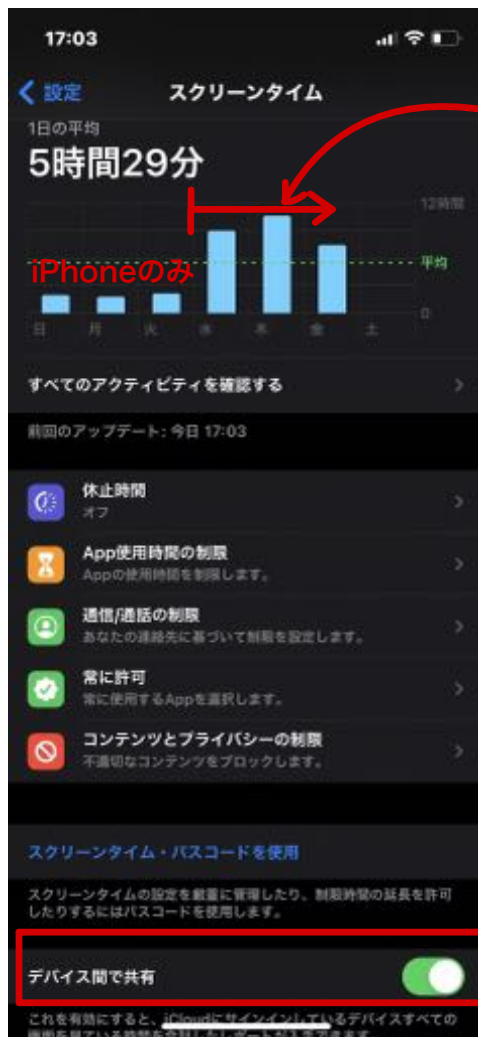 17:03
設定
スクリーンタイム
1日の平均
5時間29分
12時間
平均
iPhoneのみ
0
日 月 火 水 木 金 土
すべてのアクティビティを確認する
前回のアップデート: 今日 17:03
休止時間
オフ
App使用時間の制限
Appの使用時間を制限します。
通信/通話の制限
あなたの連絡先に基づいて制限を設定します。
常に許可
常に使用するAppを選択します。
コンテンツとプライバシーの制限
不適切なコンテンツをブロックします。
スクリーンタイム・パスコードを使用
スクリーンタイムの設定を厳重に管理したり、制限時間の延長を許可
したりするにはパスコードを使用します。
デバイス間で共有
これを有効にすると、iCloudにサインインしているデバイスすべての